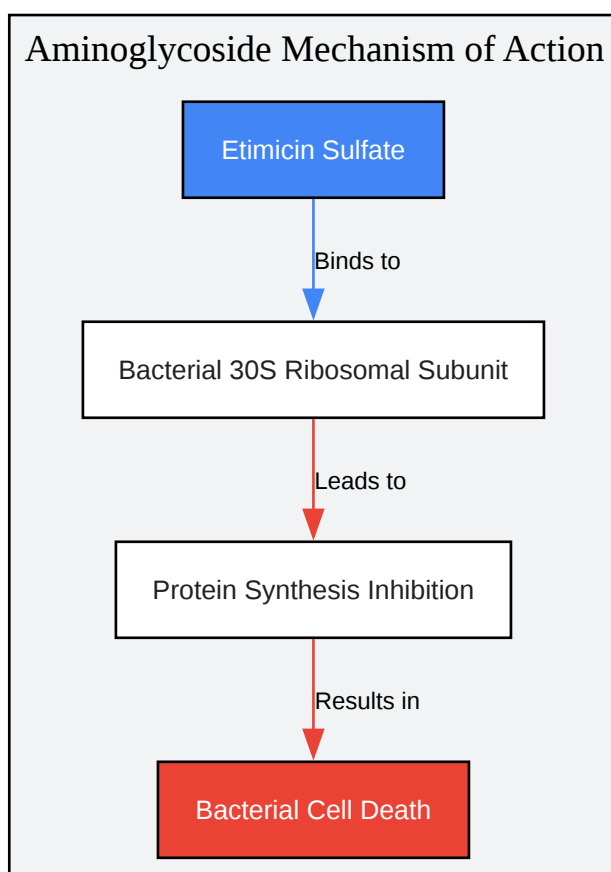 Aminoglycoside Mechanism of Action
Etimicin Sulfate
Binds to
Bacterial 30S Ribosomal Subunit
Leads to
Protein Synthesis Inhibition
Results in
Bacterial Cell Death